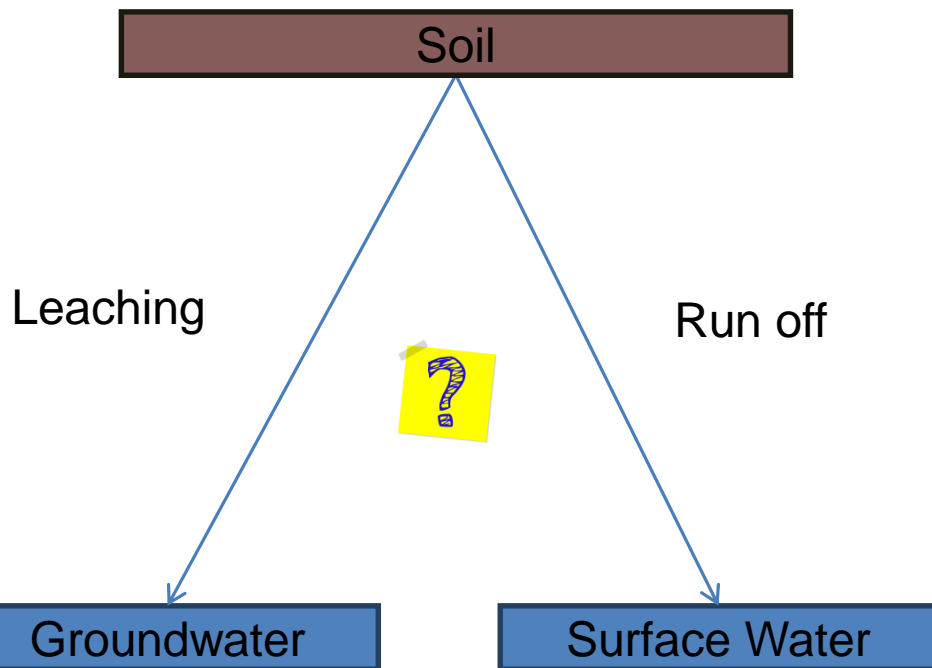 Soil
Leaching
Run off
?
Groundwater
Surface Water